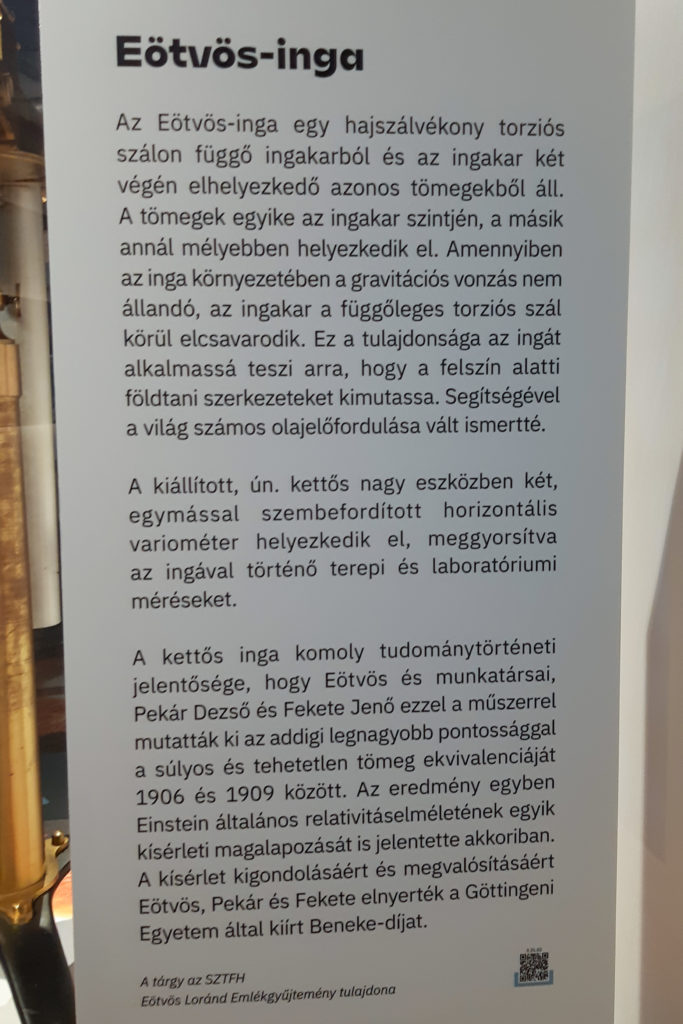 Eötvös-inga
Az Eötvös-inga egy hajszálvékony torziós
szálon függő ingakarból és az ingakar két
végén elhelyezkedő azonos tömegekből áll.
A tömegek egyike az ingakar szintjén, a másik
annál mélyebben helyezkedik el. Amennyiben
az inga környezetében a gravitációs vonzás nem
állandó, az ingakar a függőleges torziós szál
körül elcsavarodik. Ez a tulajdonsága az ingát
alkalmassá teszi arra, hogy a felszín alatti
földtani szerkezeteket kimutassa. Segítségével
a világ számos olajelőfordulása vált ismertté.
A kiállított, ún. kettős nagy eszközben két,
egymással szembefordított horizontális
variométer helyezkedik el, meggyorsítva
az ingával történő terepi és laboratóriumi
méréseket.
A kettős inga komoly tudománytörténeti
jelentősége, hogy Eötvös és munkatársai,
Pekár Dezső és Fekete Jenő ezzel a műszerrel
mutatták ki az addigi legnagyobb pontossággal
a súlyos és tehetetlen tömeg ekvivalenciáját
1906 és 1909 között. Az eredmény egyben
Einstein általános relativitáselméletének egyik
kísérleti magalapozását is jelentette akkoriban.
A kísérlet kigondolásáért és megvalósításáért
Eötvös, Pekár és Fekete elnyerték a Göttingeni
Egyetem által kiírt Beneke-díjat.
A tárgy az SZTFH
Eötvös Loránd Emlékgyűjtemény tulajdona